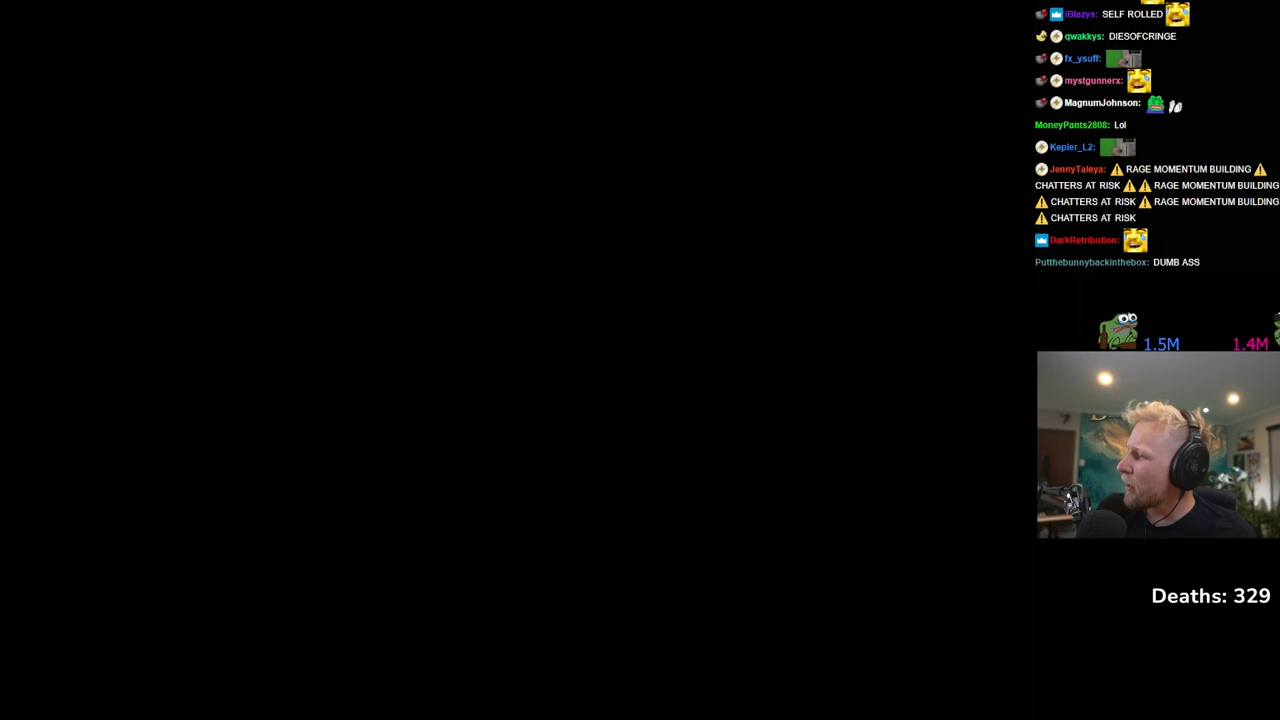 iBlazys: SELF ROLLED
qwakkys: DIESOFCRINGE
fx_ysuff:
mystgunnerx:
MagnumJohnson:
MoneyPants2808: Lol
Kepler_L2:
JennyTaleya: ⚠️ RAGE MOMENTUM BUILDING ⚠️
CHATTERS AT RISK ⚠️ ⚠️ RAGE MOMENTUM BUILDING
⚠️ CHATTERS AT RISK ⚠️ RAGE MOMENTUM BUILDING
⚠️ CHATTERS AT RISK
DarkRetribution:
Putthebunnybackinthebox: DUMB ASS
1.5M 1.4M
Deaths: 329